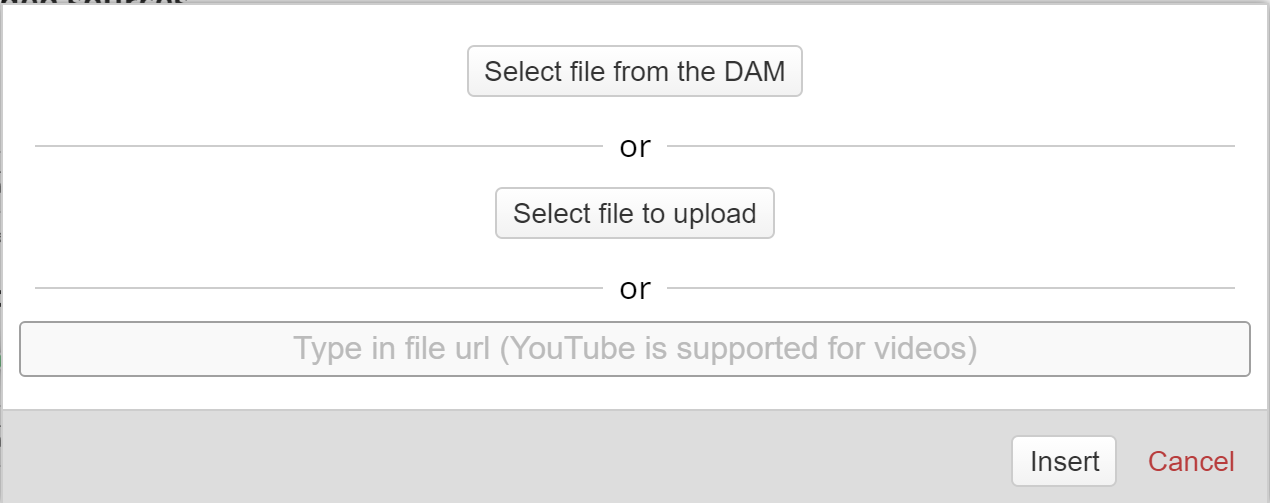 Select file from the DAM
or
Select file to upload
or
Type in file url (YouTube is supported for videos)
Insert Cancel